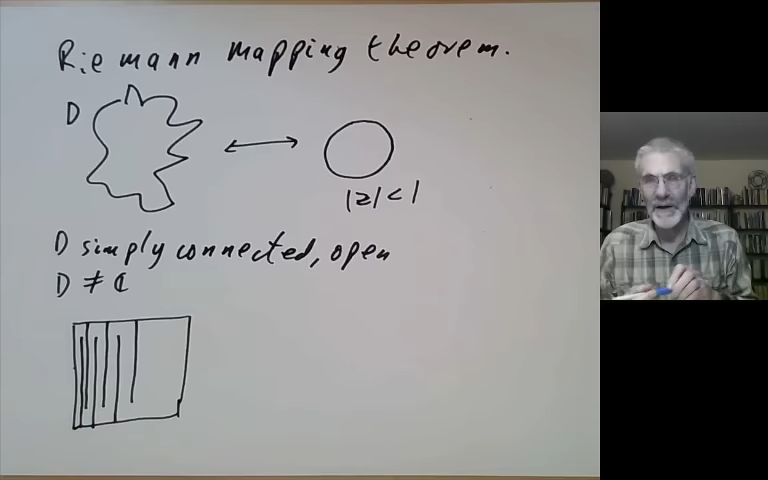 Riemann mapping theorem.
D
|z| < 1
D simply connected, open
D ≠ ℂ